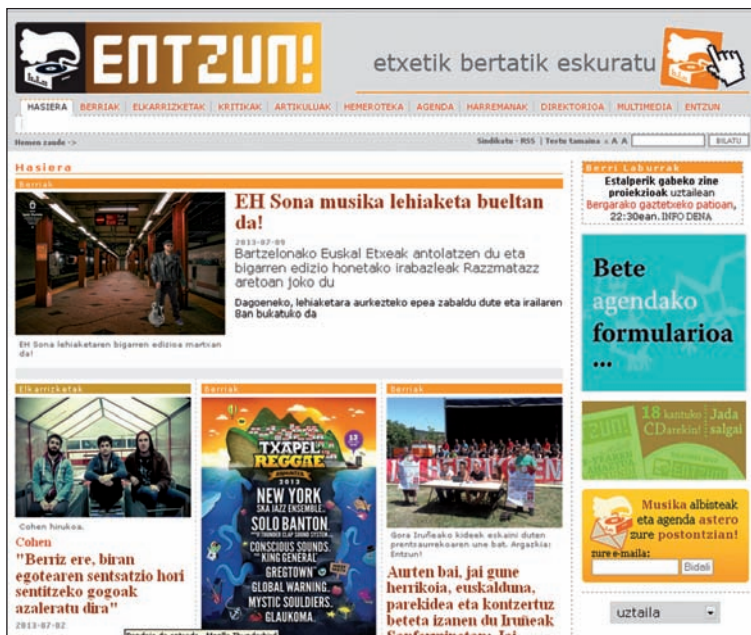 ENTZUN!
etxetik bertatik eskuratu
HASIERA BERRIAK ELKARRIZKETAK KRITIKAK ARTIKULUAK HEMEROTEKA AGENDA HARREMANAK DIREKTORIOA MULTIMEDIA ENTZUN
Hemen zaude ->
Sindikatu - RSS | Testu tamaina A A A BILATU
Hasiera
Berriak
EH Sona musika lehiaketa bueltan
da!
2013-07-09
Bartzelonako Euskal Etxeak antolatzen du eta
bigarren edizio honetako irabazleak Razzmatazz
aretoan joko du
Dagoeneko, lehiaketara aurkezteko epea zabaldu dute eta irailaren
8an bukatuko da
EH Sona lehiaketaren bigarren edizioa martxan
da!
Elkarrizketak
Cohen hirukoa.
Cohen
"Berriz ere, biran
egotearen sentsatzio hori
sentitzeko gogoak
azaleratu dira"
2013-07-02
Berriak
TXAPEL
REGGAE
2013
NEW YORK
SKA JAZZ ENSEMBLE.
SOLO BANTON.
CONSCIOUS SOUNDS.
KING GENERAL
GREGTOWN
GLOBAL WARNING.
MYSTIC SOULDIERS.
GLAUKOMA.
Berriak
Gora Iruñeako kideek eskaini duten
prentsaurrekoaren une bat. Argazkia:
Entzun!
Aurten bai, jai gune
herrikoia, euskalduna,
parekidea eta kontzertuz
beteta izanen du Iruñeak
Berri Laburrak
Estalperik gabeko zine
proiekzioak uztailean
Bergarako gaztetxeko patioan,
22:30ean. INFO DENA
Bete
agendako
formularioa
...
18 kantuko
CDarekin!
Jada
salgai
Musika albisteak
eta agenda astero
zure postontzian!
zure e-maila:
Bidali
uztaila